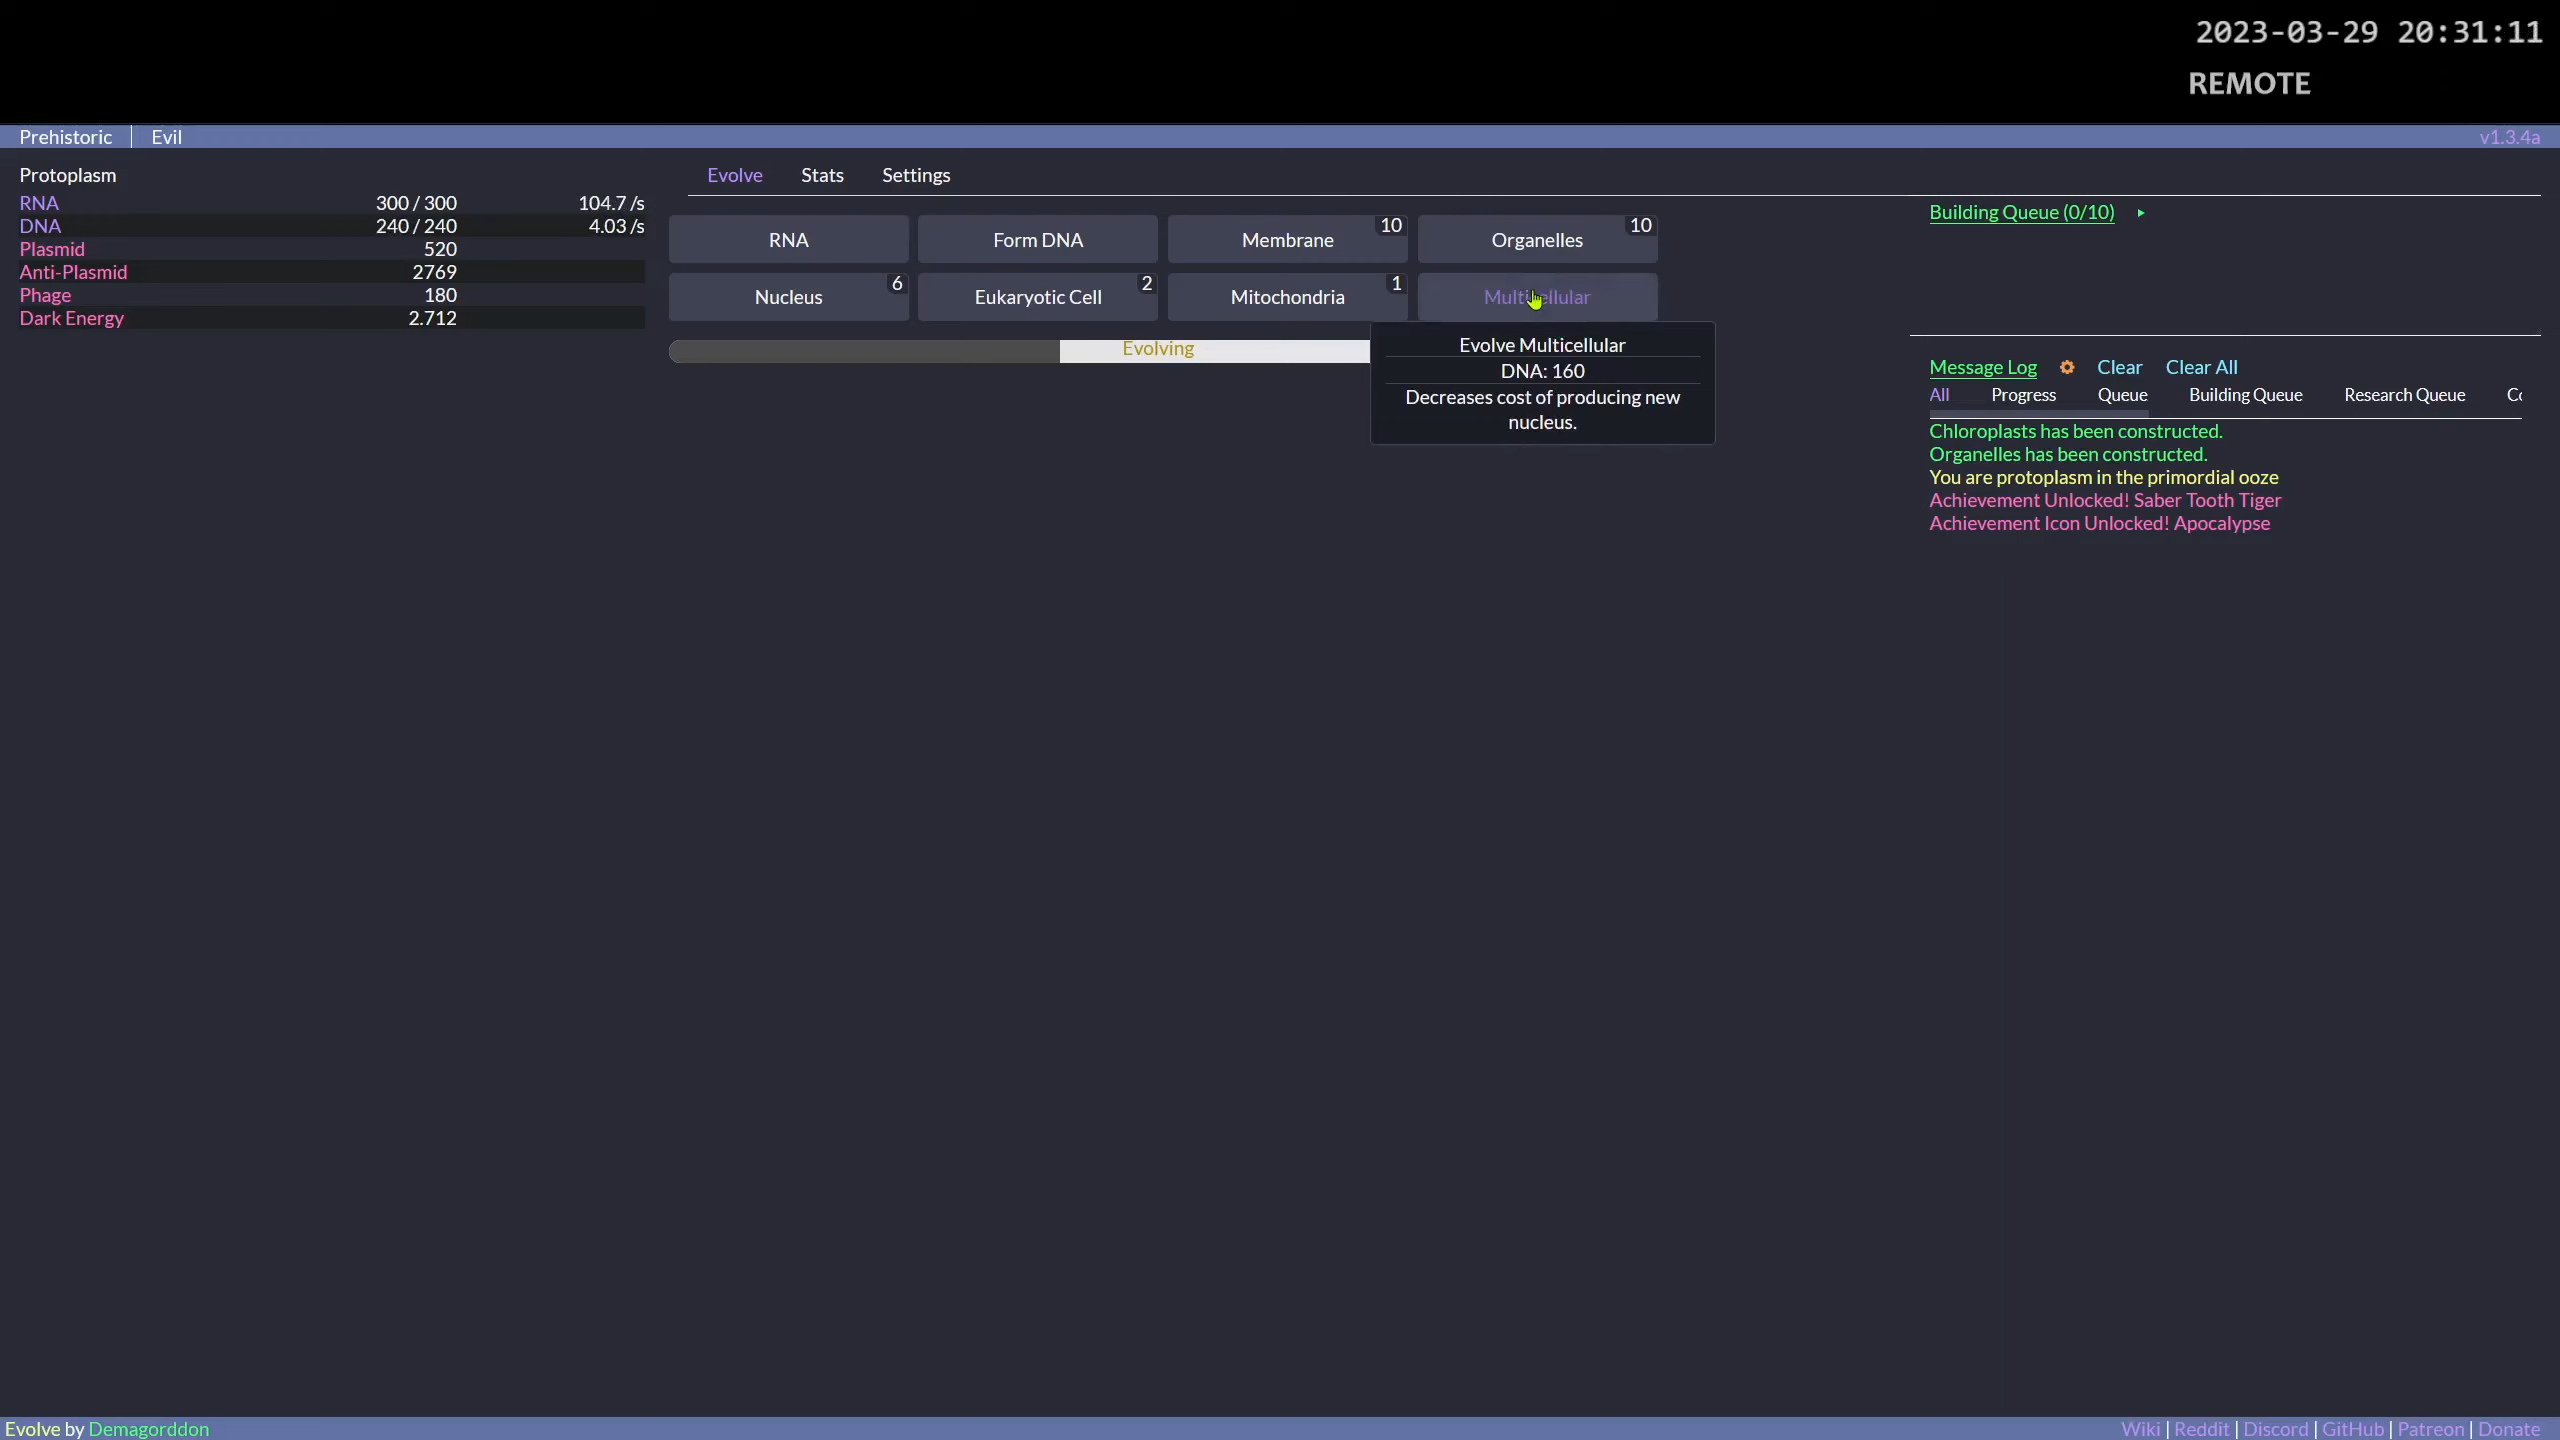 2023-03-29 20:31:11
REMOTE
Prehistoric | Evil
v1.3.4a
Protoplasm
RNA 300 / 300 104.7 /s
DNA 240 / 240 4.03 /s
Plasmid 520
Anti-Plasmid 2769
Phage 180
Dark Energy 2.712
Evolve Stats Settings
RNA
Form DNA
Membrane 10
Organelles 10
Nucleus 6
Eukaryotic Cell 2
Mitochondria 1
Multicellular
Evolving
Evolve Multicellular
DNA: 160
Decreases cost of producing new
nucleus.
Building Queue (0/10)
Message Log Clear Clear All
All Progress Queue Building Queue Research Queue
Chloroplasts has been constructed.
Organelles has been constructed.
You are protoplasm in the primordial ooze
Achievement Unlocked! Saber Tooth Tiger
Achievement Icon Unlocked! Apocalypse
Evolve by Demagorddon
Wiki | Reddit | Discord | GitHub | Patreon | Donate